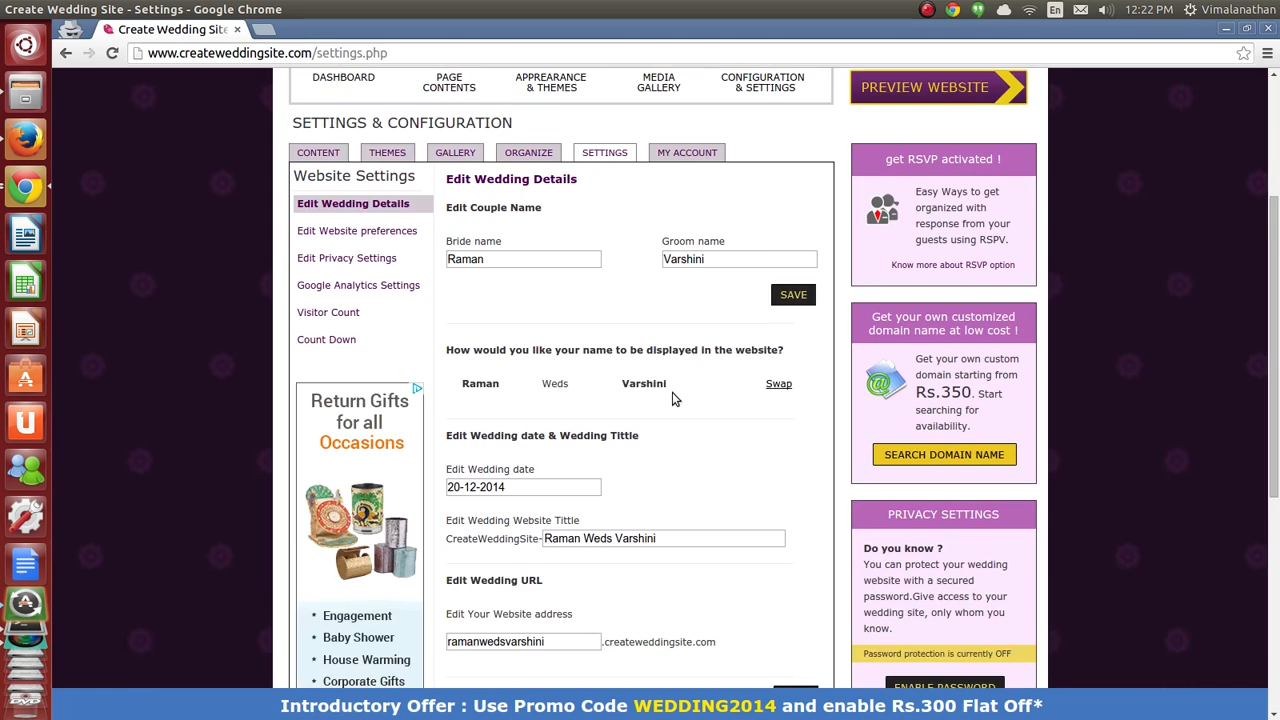 Create Wedding Site - Settings - Google Chrome
En
12:22 PM
Vimalanathan
Create Wedding Sit
www.createweddingsite.com/settings.php
DASHBOARD
PAGE
CONTENTS
APPEARANCE
& THEMES
MEDIA
GALLERY
CONFIGURATION
& SETTINGS
PREVIEW WEBSITE
SETTINGS & CONFIGURATION
CONTENT
THEMES
GALLERY
ORGANIZE
SETTINGS
MY ACCOUNT
Website Settings
Edit Wedding Details
Edit Website preferences
Edit Privacy Settings
Google Analytics Settings
Visitor Count
Count Down
Return Gifts
for all
Occasions
* Engagement
* Baby Shower
* House Warming
* Corporate Gifts
Edit Wedding Details
Edit Couple Name
Bride name
Groom name
Raman
Varshini
SAVE
How would you like your name to be displayed in the website?
Raman Weds Varshini Swap
Edit Wedding date & Wedding Tittle
Edit Wedding date
20-12-2014
Edit Wedding Website Tittle
CreateWeddingSite- Raman Weds Varshini
Edit Wedding URL
Edit Your Website address
ramanwedsvarshini .createweddingsite.com
get RSVP activated !
Easy Ways to get
organized with
response from your
guests using RSPV.
Know more about RSVP option
Get your own customized
domain name at low cost !
Get your own custom
domain starting from
Rs.350. Start
searching for
availability.
SEARCH DOMAIN NAME
PRIVACY SETTINGS
Do you know ?
You can protect your wedding
website with a secured
password.Give access to your
wedding site, only whom you
know.
Password protection is currently OFF
ENABLE PASSWORD
Introductory Offer : Use Promo Code WEDDING2014 and enable Rs.300 Flat Off*